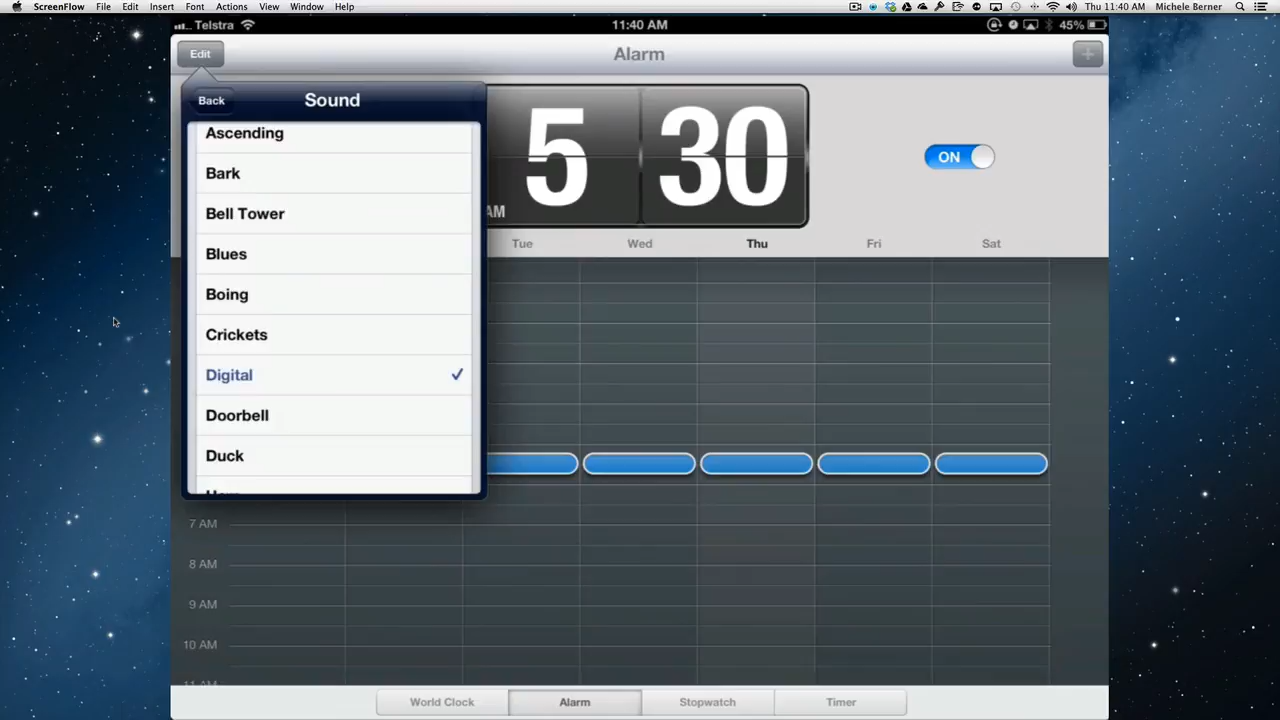 ScreenFlow File Edit Insert Font Actions View Window Help Thu 11:40 AM Michele Berner
Telstra 11:40 AM 45%
Edit Alarm +
Back Sound
Ascending
Bark
Bell Tower
Blues
Boing
Crickets
Digital
Doorbell
Duck
AM 5 30
ON
Tue Wed Thu Fri Sat
7 AM
8 AM
9 AM
10 AM
11 AM
World Clock Alarm Stopwatch Timer